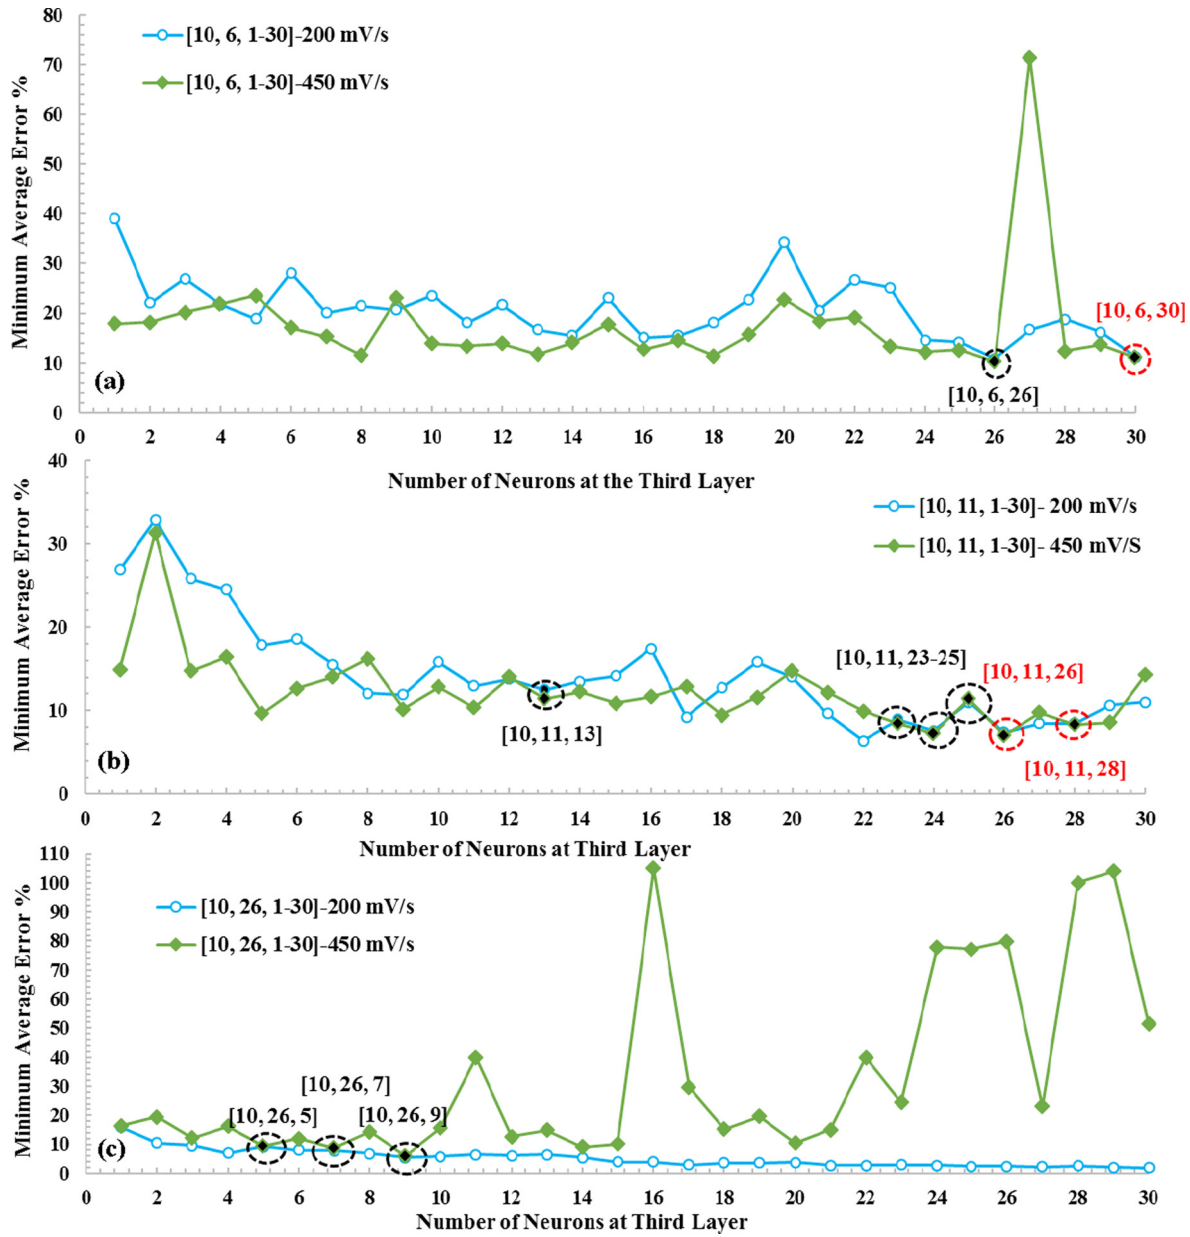 80
70
60
50
40
30
20
10
0
Minimum Average Error %
[10, 6, 1-30]-200 mV/s
[10, 6, 1-30]-450 mV/s
[10, 6, 30]
[10, 6, 26]
(a)
0 2 4 6 8 10 12 14 16 18 20 22 24 26 28 30
Number of Neurons at the Third Layer
40
30
20
10
0
Minimum Average Error %
[10, 11, 1-30]- 200 mV/s
[10, 11, 1-30]- 450 mV/S
[10, 11, 23-25]
[10, 11, 26]
[10, 11, 13]
[10, 11, 28]
(b)
0 2 4 6 8 10 12 14 16 18 20 22 24 26 28 30
Number of Neurons at Third Layer
110
100
90
80
70
60
50
40
30
20
10
0
Minimum Average Error %
[10, 26, 1-30]-200 mV/s
[10, 26, 1-30]-450 mV/s
[10, 26, 7]
[10, 26, 5]
[10, 26, 9]
(c)
0 2 4 6 8 10 12 14 16 18 20 22 24 26 28 30
Number of Neurons at Third Layer